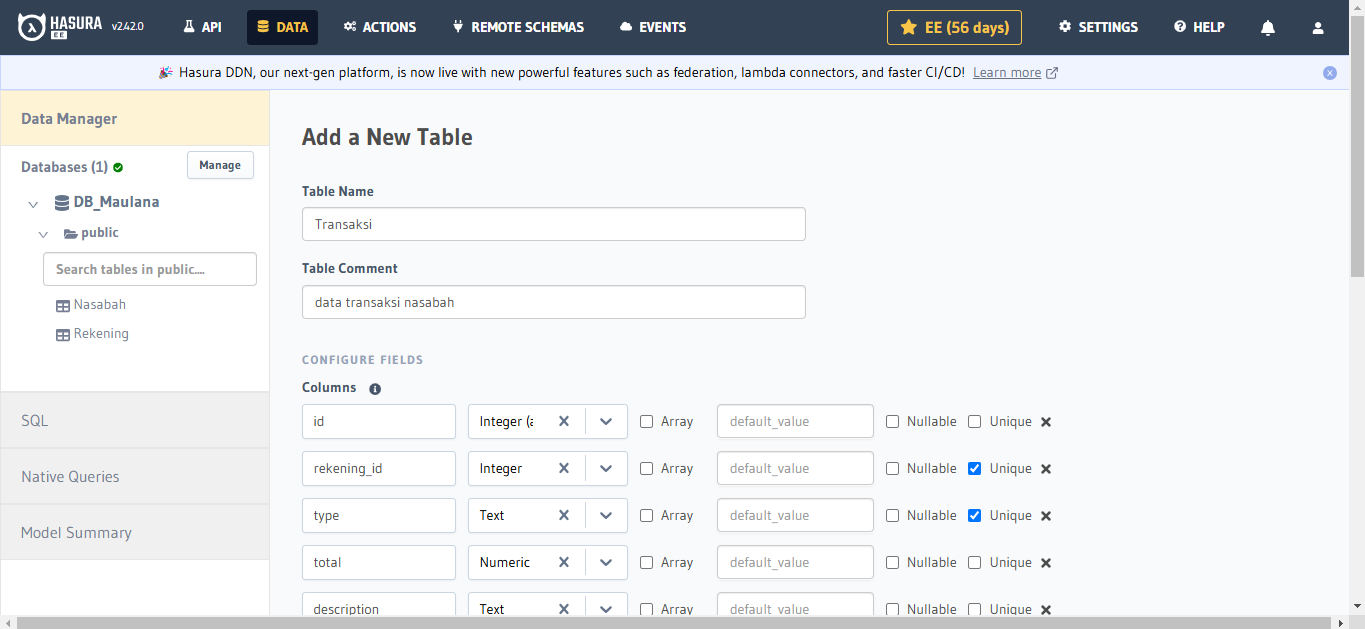 HASURA EE v2.42.0 API DATA ACTIONS REMOTE SCHEMAS EVENTS EE (56 days) SETTINGS HELP
Hasura DDN, our next-gen platform, is now live with new powerful features such as federation, lambda connectors, and faster CI/CD! Learn more
Data Manager
Databases (1) Manage
DB_Maulana
public
Search tables in public....
Nasabah
Rekening
SQL
Native Queries
Model Summary
Add a New Table
Table Name
Transaksi
Table Comment
data transaksi nasabah
CONFIGURE FIELDS
Columns
id Integer (a Array default_value Nullable Unique
rekening_id Integer Array default_value Nullable Unique
type Text Array default_value Nullable Unique
total Numeric Array default_value Nullable Unique
description Text Array default_value Nullable Unique